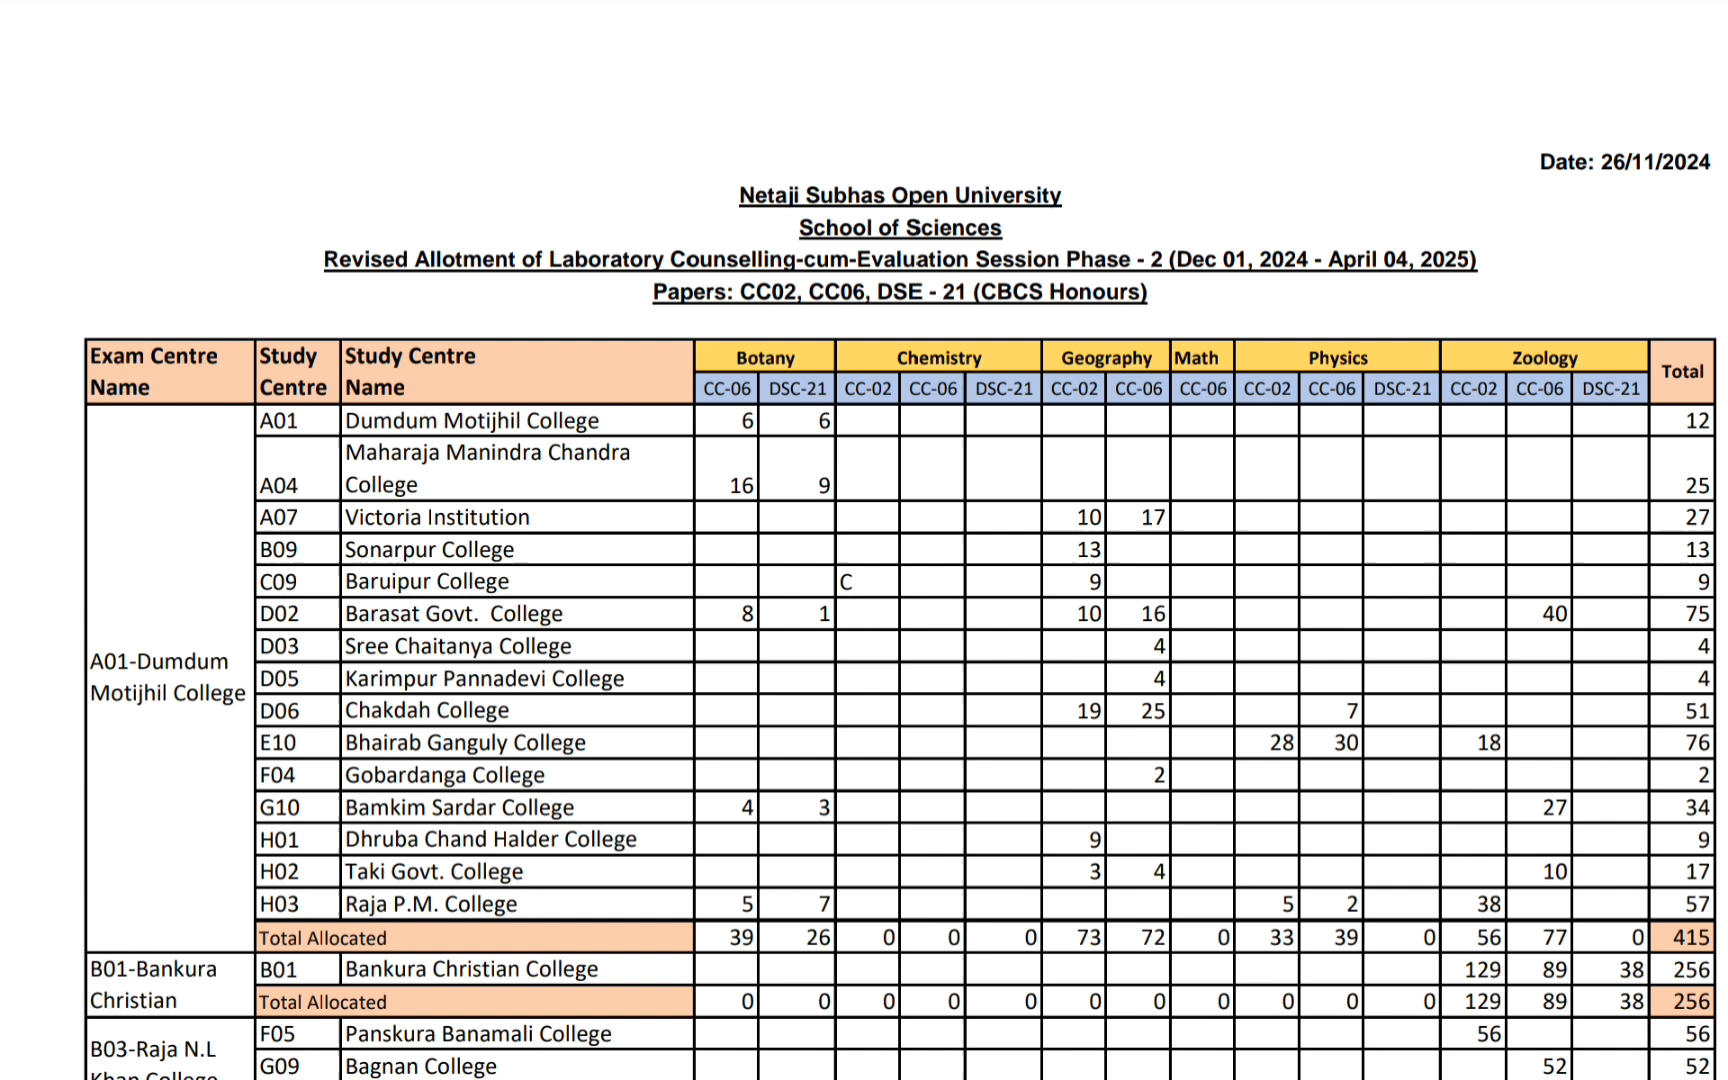 Date: 26/11/2024
Netaji Subhas Open University
School of Sciences
Revised Allotment of Laboratory Counselling-cum-Evaluation Session Phase - 2 (Dec 01, 2024 - April 04, 2025)
Papers: CC02, CC06, DSE - 21 (CBCS Honours)
Exam Centre Name Study Centre Study Centre Name Botany Chemistry Geography Math Physics Zoology Total
CC-06 DSC-21 CC-02 CC-06 DSC-21 CC-02 CC-06 CC-06 CC-02 CC-06 DSC-21 CC-02 CC-06 DSC-21
A01-Dumdum Motijhil College
A01 Dumdum Motijhil College 6 6 12
A04 Maharaja Manindra Chandra College 16 9 25
A07 Victoria Institution 10 17 27
B09 Sonarpur College 13 13
C09 Baruipur College C 9 9
D02 Barasat Govt. College 8 1 10 16 40 75
D03 Sree Chaitanya College 4 4
D05 Karimpur Pannadevi College 4 4
D06 Chakdah College 19 25 7 51
E10 Bhairab Ganguly College 28 30 18 76
F04 Gobardanga College 2 2
G10 Bamkim Sardar College 4 3 27 34
H01 Dhruba Chand Halder College 9 9
H02 Taki Govt. College 3 4 10 17
H03 Raja P.M. College 5 7 5 2 38 57
Total Allocated 39 26 0 0 0 73 72 0 33 39 0 56 77 0 415
B01-Bankura Christian
B01 Bankura Christian College 129 89 38 256
Total Allocated 0 0 0 0 0 0 0 0 0 0 0 129 89 38 256
B03-Raja N.L Khan College
F05 Panskura Banamali College 56 56
G09 Bagnan College 52 52